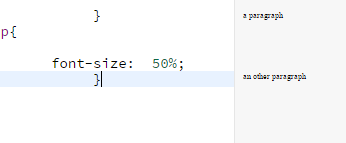 }
p{
font-size: 50%;
}
a paragraph
an other paragraph